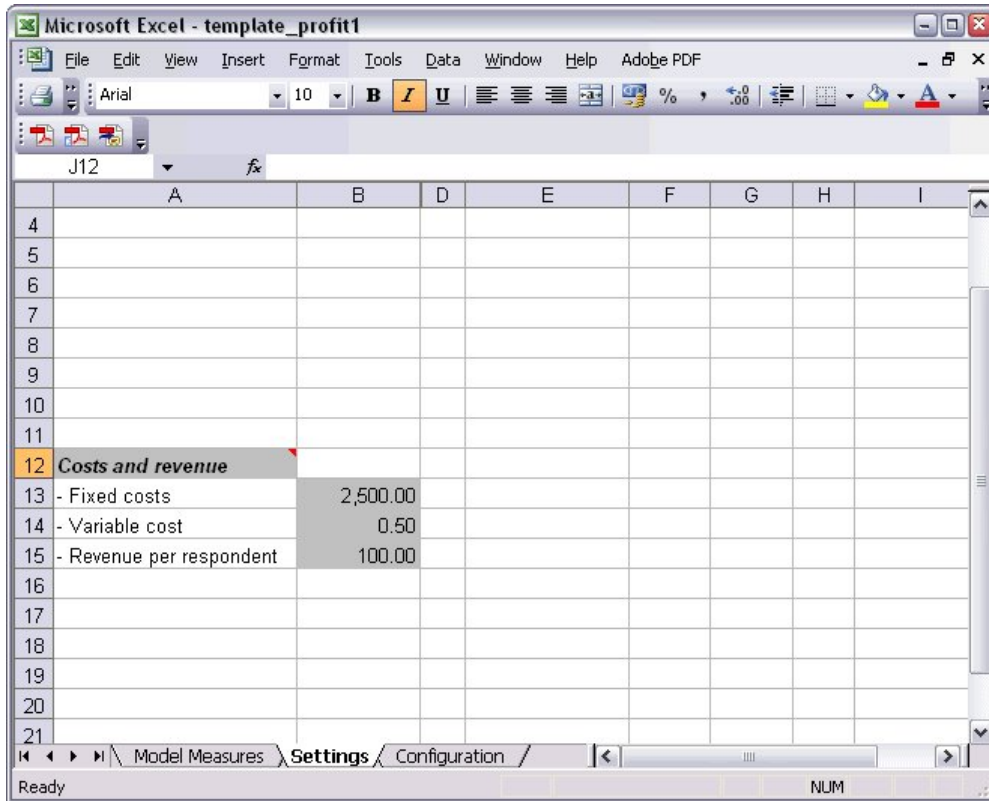 Microsoft Excel - template_profit1
File Edit View Insert Format Tools Data Window Help Adobe PDF
Arial 10 B I U % , .00
J12 fx
A B D E F G H I
4
5
6
7
8
9
10
11
12 Costs and revenue
13 - Fixed costs 2,500.00
14 - Variable cost 0.50
15 - Revenue per respondent 100.00
16
17
18
19
20
21
Model Measures Settings Configuration
Ready NUM